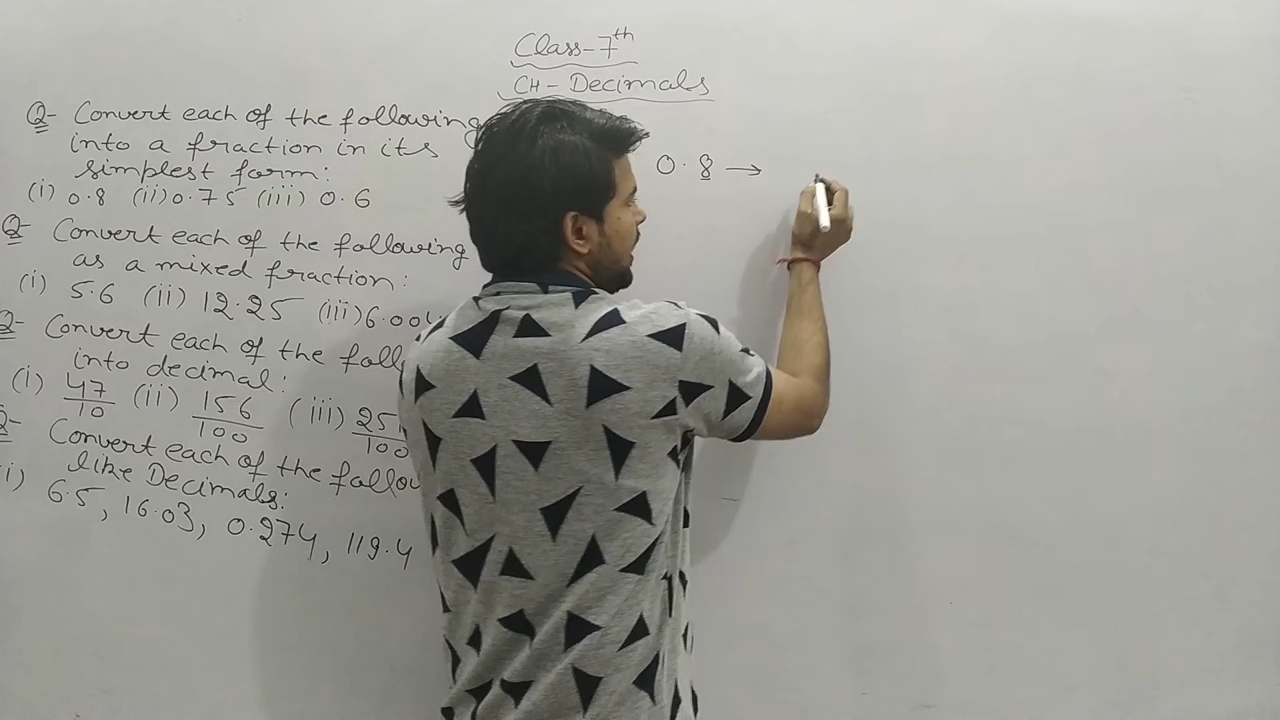 Class-7th
CH- Decimals
Q- Convert each of the following
into a fraction in its
simplest form:
(i) 0.8 (ii) 0.75 (iii) 0.6
Q- Convert each of the following
as a mixed fraction:
(i) 5.6 (ii) 12.25 (iii) 6.004
Q- Convert each of the
into decimal:
(i) 47/10 (ii) 156/100 (iii) 25 /100
Q- Convert each of the
like Decimals:
6.5, 16.03, 0.274, 119.4
0.8 →